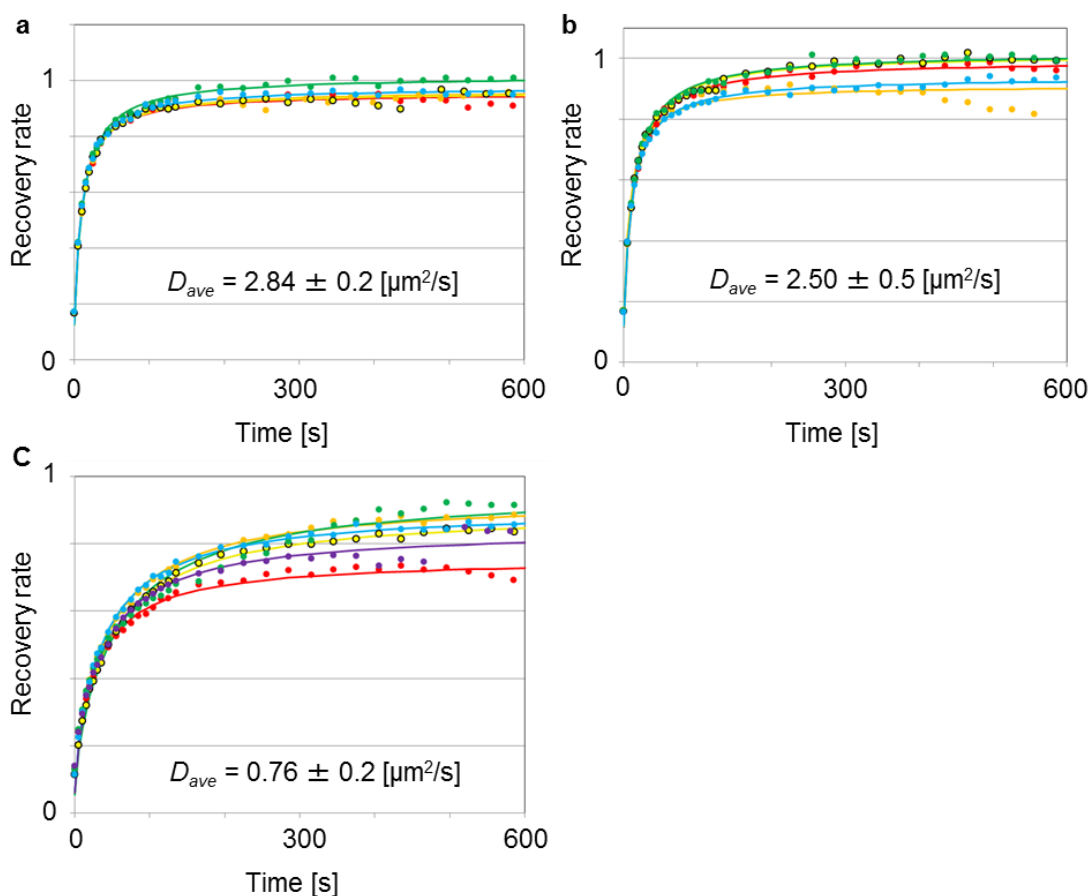 a
1
Recovery rate
D_ave = 2.84 ± 0.2 [µm²/s]
0
0 300 600
Time [s]
b
1
Recovery rate
D_ave = 2.50 ± 0.5 [µm²/s]
0
0 300 600
Time [s]
C
1
Recovery rate
D_ave = 0.76 ± 0.2 [µm²/s]
0
0 300 600
Time [s]